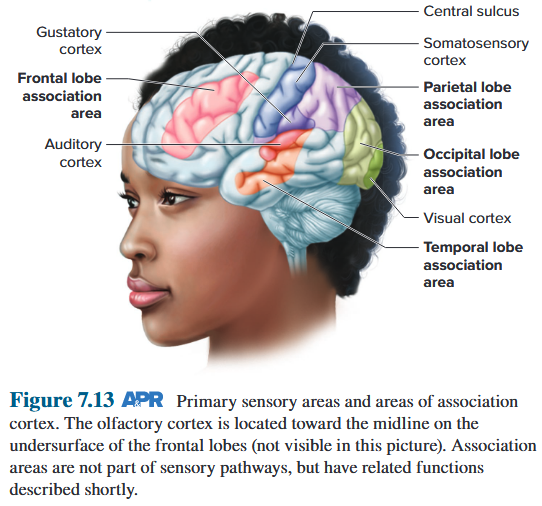 Central sulcus
Gustatory
cortex
Somatosensory
cortex
Frontal lobe
association
area
Parietal lobe
association
area
Auditory
cortex
Occipital lobe
association
area
Visual cortex
Temporal lobe
association
area
Figure 7.13 AP&R Primary sensory areas and areas of association
cortex. The olfactory cortex is located toward the midline on the
undersurface of the frontal lobes (not visible in this picture). Association
areas are not part of sensory pathways, but have related functions
described shortly.